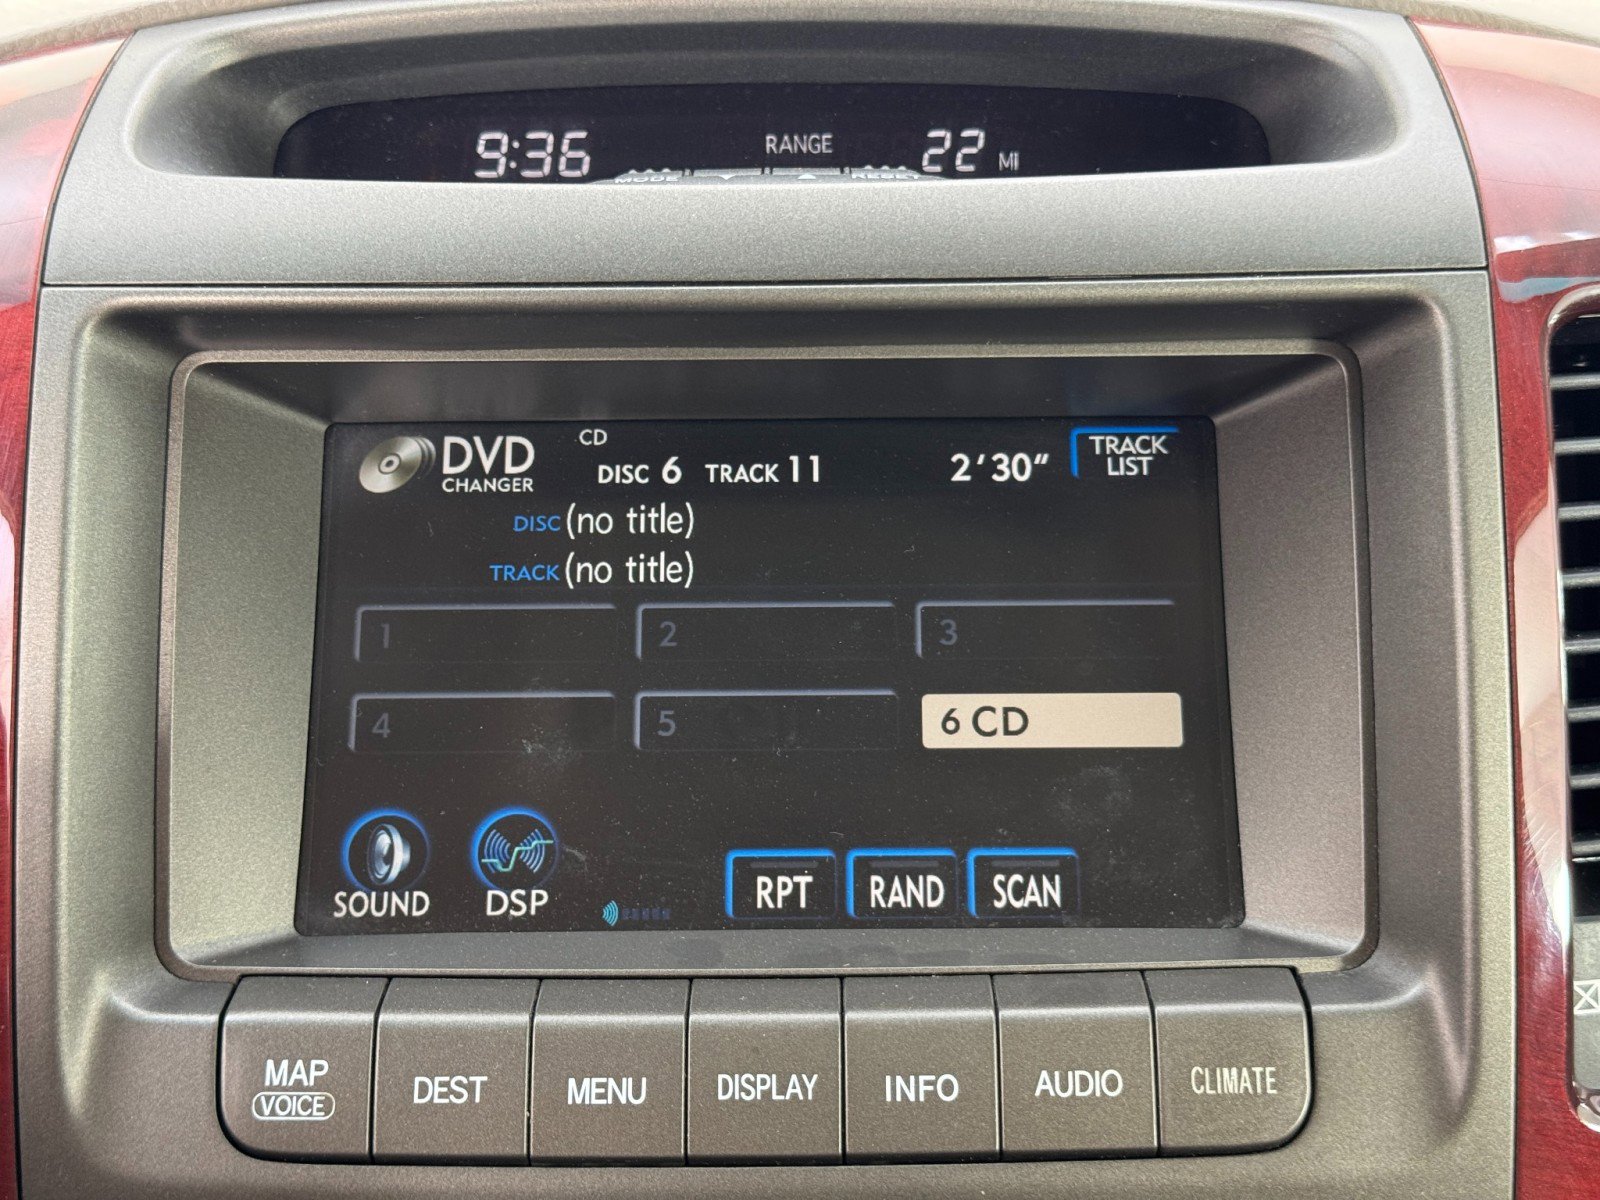 9:36 RANGE 22 MI
MODE RESET
DVD CHANGER
CD
DISC 6 TRACK 11 2'30"
TRACK LIST
DISC (no title)
TRACK (no title)
1 2 3
4 5 6 CD
SOUND DSP RPT RAND SCAN
MAP VOICE DEST MENU DISPLAY INFO AUDIO CLIMATE